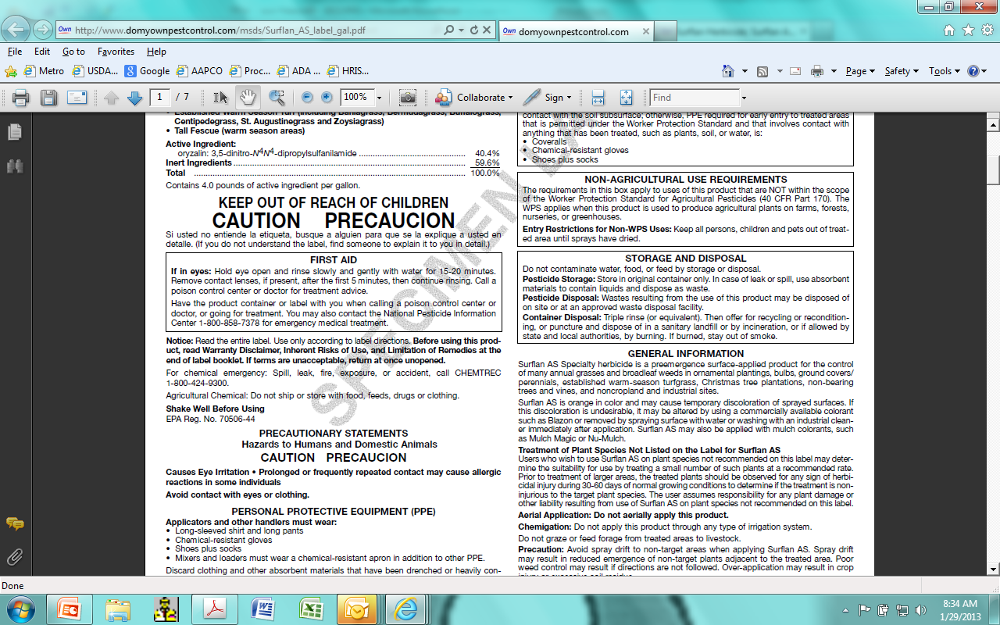 http://www.domyownpestcontrol.com/msds/Surflan_AS_label_gal.pdf
domyownpestcontrol.com
File Edit Go to Favorites Help
Metro USDA... Google AAPCO Proc... ADA ... HRIS...
Page Safety Tools
1 / 7 100% Collaborate Sign Find
Centipedegrass, St. Augustinegrass and Zoysiagrass)
• Tall Fescue (warm season areas)
Active Ingredient:
oryzalin: 3,5-dinitro-N4N4-dipropylsulfanilamide 40.4%
Inert Ingredients 59.6%
Total 100.0%
Contains 4.0 pounds of active ingredient per gallon.
KEEP OUT OF REACH OF CHILDREN
CAUTION PRECAUCION
Si usted no entiende la etiqueta, busque a alguien para que se la explique a usted en
detalle. (If you do not understand the label, find someone to explain it to you in detail.)
FIRST AID
If in eyes: Hold eye open and rinse slowly and gently with water for 15-20 minutes.
Remove contact lenses, if present, after the first 5 minutes, then continue rinsing. Call a
poison control center or doctor for treatment advice.
Have the product container or label with you when calling a poison control center or
doctor, or going for treatment. You may also contact the National Pesticide Information
Center 1-800-858-7378 for emergency medical treatment.
Notice: Read the entire label. Use only according to label directions. Before using this prod-
uct, read Warranty Disclaimer, Inherent Risks of Use, and Limitation of Remedies at the
end of label booklet. If terms are unacceptable, return at once unopened.
For chemical emergency: Spill, leak, fire, exposure, or accident, call CHEMTREC
1-800-424-9300.
Agricultural Chemical: Do not ship or store with food, feeds, drugs or clothing.
Shake Well Before Using
EPA Reg. No. 70506-44
PRECAUTIONARY STATEMENTS
Hazards to Humans and Domestic Animals
CAUTION PRECAUCION
Causes Eye Irritation • Prolonged or frequently repeated contact may cause allergic
reactions in some individuals
Avoid contact with eyes or clothing.
PERSONAL PROTECTIVE EQUIPMENT (PPE)
Applicators and other handlers must wear:
• Long-sleeved shirt and long pants
• Chemical-resistant gloves
• Shoes plus socks
• Mixers and loaders must wear a chemical-resistant apron in addition to other PPE.
Discard clothing and other absorbent materials that have been drenched or heavily con-
contact with the soil subsurface; otherwise, PPE required for early entry to treated areas
that is permitted under the Worker Protection Standard and that involves contact with
anything that has been treated, such as plants, soil, or water, is:
• Coveralls
• Chemical-resistant gloves
• Shoes plus socks
NON-AGRICULTURAL USE REQUIREMENTS
The requirements in this box apply to uses of this product that are NOT within the scope
of the Worker Protection Standard for Agricultural Pesticides (40 CFR Part 170). The
WPS applies when this product is used to produce agricultural plants on farms, forests,
nurseries, or greenhouses.
Entry Restrictions for Non-WPS Uses: Keep all persons, children and pets out of treat-
ed area until sprays have dried.
STORAGE AND DISPOSAL
Do not contaminate water, food, or feed by storage or disposal.
Pesticide Storage: Store in original container only. In case of leak or spill, use absorbent
materials to contain liquids and dispose as waste.
Pesticide Disposal: Wastes resulting from the use of this product may be disposed of
on site or at an approved waste disposal facility.
Container Disposal: Triple rinse (or equivalent). Then offer for recycling or recondition-
ing, or puncture and dispose of in a sanitary landfill or by incineration, or if allowed by
state and local authorities, by burning. If burned, stay out of smoke.
GENERAL INFORMATION
Surflan AS Specialty herbicide is a preemergence surface-applied product for the control
of many annual grasses and broadleaf weeds in ornamental plantings, bulbs, ground covers/
perennials, established warm-season turfgrass, Christmas tree plantations, non-bearing
trees and vines, and noncropland and industrial sites.
Surflan AS is orange in color and may cause temporary discoloration of sprayed surfaces. If
this discoloration is undesirable, it may be altered by using a commercially available colorant
such as Blazon or removed by spraying surface with water or washing with an industrial clean-
er immediately after application. Surflan AS may also be applied with mulch colorants, such
as Mulch Magic or Nu-Mulch.
Treatment of Plant Species Not Listed on the Label for Surflan AS
Users who wish to use Surflan AS on plant species not recommended on this label may deter-
mine the suitability for use by treating a small number of such plants at a recommended rate.
Prior to treatment of larger areas, the treated plants should be observed for any sign of herbi-
cidal injury during 30-60 days of normal growing conditions to determine if the treatment is non-
injurious to the target plant species. The user assumes responsibility for any plant damage or
other liability resulting from use of Surflan AS on plant species not recommended on this label.
Aerial Application: Do not aerially apply this product.
Chemigation: Do not apply this product through any type of irrigation system.
Do not graze or feed forage from treated areas to livestock.
Precaution: Avoid spray drift to non-target areas when applying Surflan AS. Spray drift
may result in reduced emergence of non-target plants adjacent to the treated area. Poor
weed control may result if directions are not followed. Over-application may result in crop
SPECIMEN LA
Done
8:34 AM
1/29/2013